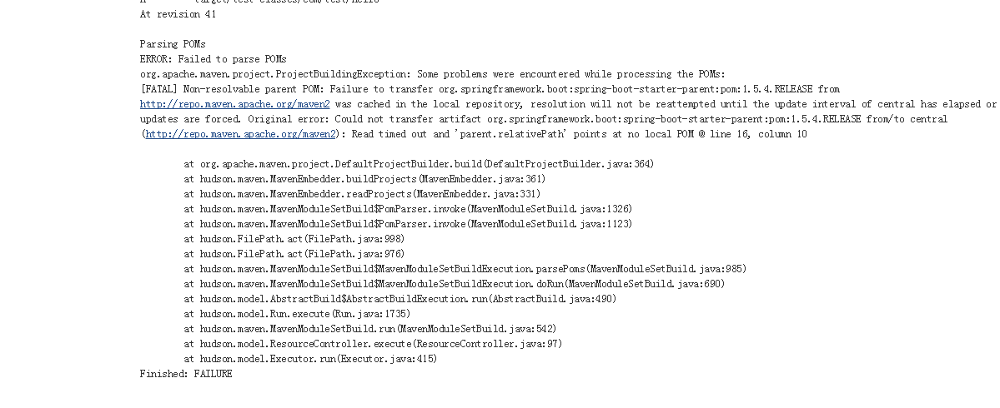 At revision 41
Parsing POMs
ERROR: Failed to parse POMs
org.apache.maven.project.ProjectBuildingException: Some problems were encountered while processing the POMs:
[FATAL] Non-resolvable parent POM: Failure to transfer org.springframework.boot:spring-boot-starter-parent:pom:1.5.4.RELEASE from
http://repo.maven.apache.org/maven2 was cached in the local repository, resolution will not be reattempted until the update interval of central has elapsed or
updates are forced. Original error: Could not transfer artifact org.springframework.boot:spring-boot-starter-parent:pom:1.5.4.RELEASE from/to central
(http://repo.maven.apache.org/maven2): Read timed out and 'parent.relativePath' points at no local POM @ line 16, column 10
at org.apache.maven.project.DefaultProjectBuilder.build(DefaultProjectBuilder.java:364)
at hudson.maven.MavenEmbedder.buildProjects(MavenEmbedder.java:361)
at hudson.maven.MavenEmbedder.readProjects(MavenEmbedder.java:331)
at hudson.maven.MavenModuleSetBuild$PomParser.invoke(MavenModuleSetBuild.java:1326)
at hudson.maven.MavenModuleSetBuild$PomParser.invoke(MavenModuleSetBuild.java:1123)
at hudson.FilePath.act(FilePath.java:998)
at hudson.FilePath.act(FilePath.java:976)
at hudson.maven.MavenModuleSetBuild$MavenModuleSetBuildExecution.parsePoms(MavenModuleSetBuild.java:985)
at hudson.maven.MavenModuleSetBuild$MavenModuleSetBuildExecution.doRun(MavenModuleSetBuild.java:690)
at hudson.model.AbstractBuild$AbstractBuildExecution.run(AbstractBuild.java:490)
at hudson.model.Run.execute(Run.java:1735)
at hudson.maven.MavenModuleSetBuild.run(MavenModuleSetBuild.java:542)
at hudson.model.ResourceController.execute(ResourceController.java:97)
at hudson.model.Executor.run(Executor.java:415)
Finished: FAILURE